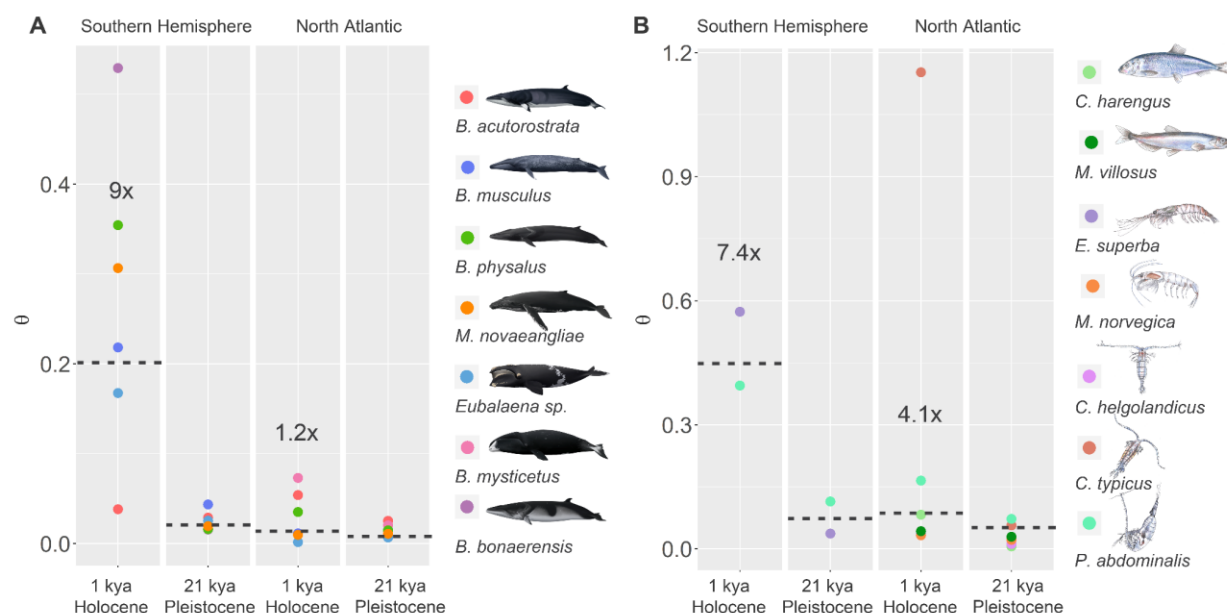 A
Southern Hemisphere
North Atlantic
θ
0.4
0.2
0.0
9x
1.2x
1 kya
Holocene
21 kya
Pleistocene
1 kya
Holocene
21 kya
Pleistocene
B. acutorostrata
B. musculus
B. physalus
M. novaeangliae
Eubalaena sp.
B. mysticetus
B. bonaerensis
B
Southern Hemisphere
North Atlantic
θ
1.2
0.9
0.6
0.3
0.0
7.4x
4.1x
1 kya
Holocene
21 kya
Pleistocene
1 kya
Holocene
21 kya
Pleistocene
C. harengus
M. villosus
E. superba
M. norvegica
C. helgolandicus
C. typicus
P. abdominalis